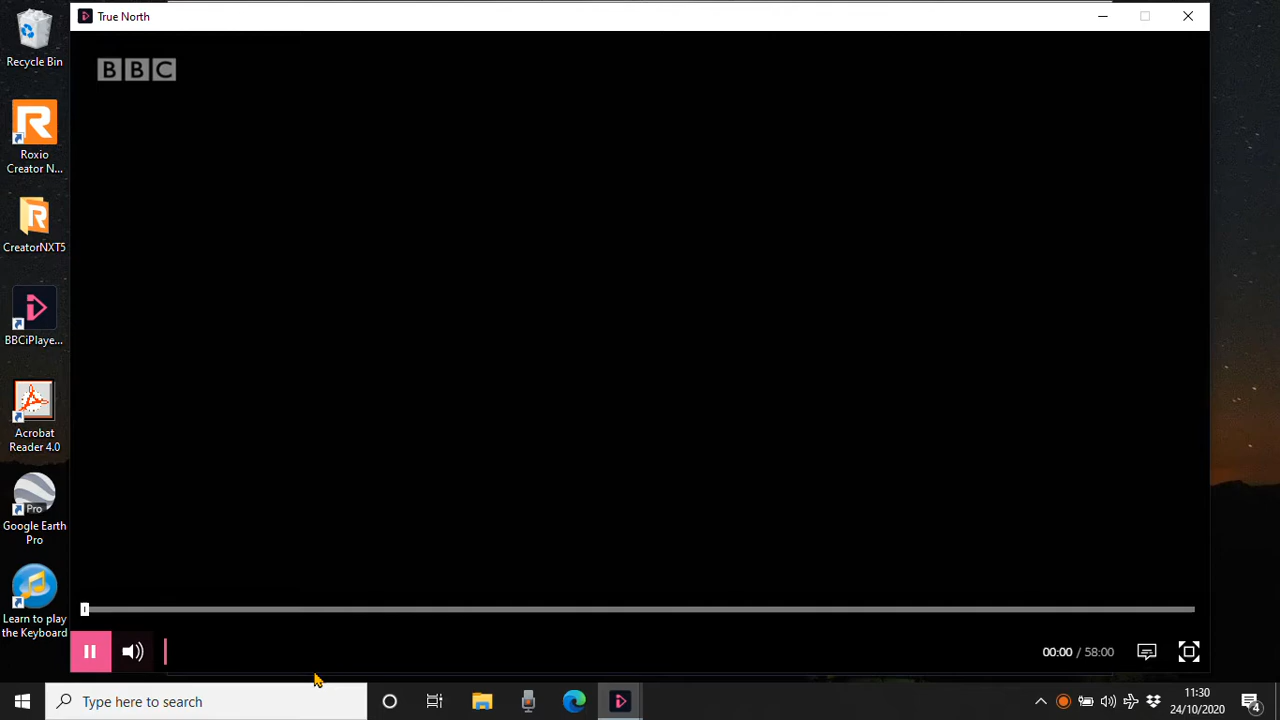 True North
BBC
Recycle Bin
Roxio
Creator N...
CreatorNXT5
BBCiPlaye...
Acrobat
Reader 4.0
Pro
Google Earth
Pro
Learn to play
the Keyboard
00:00 / 58:00
Type here to search
11:30
24/10/2020
4